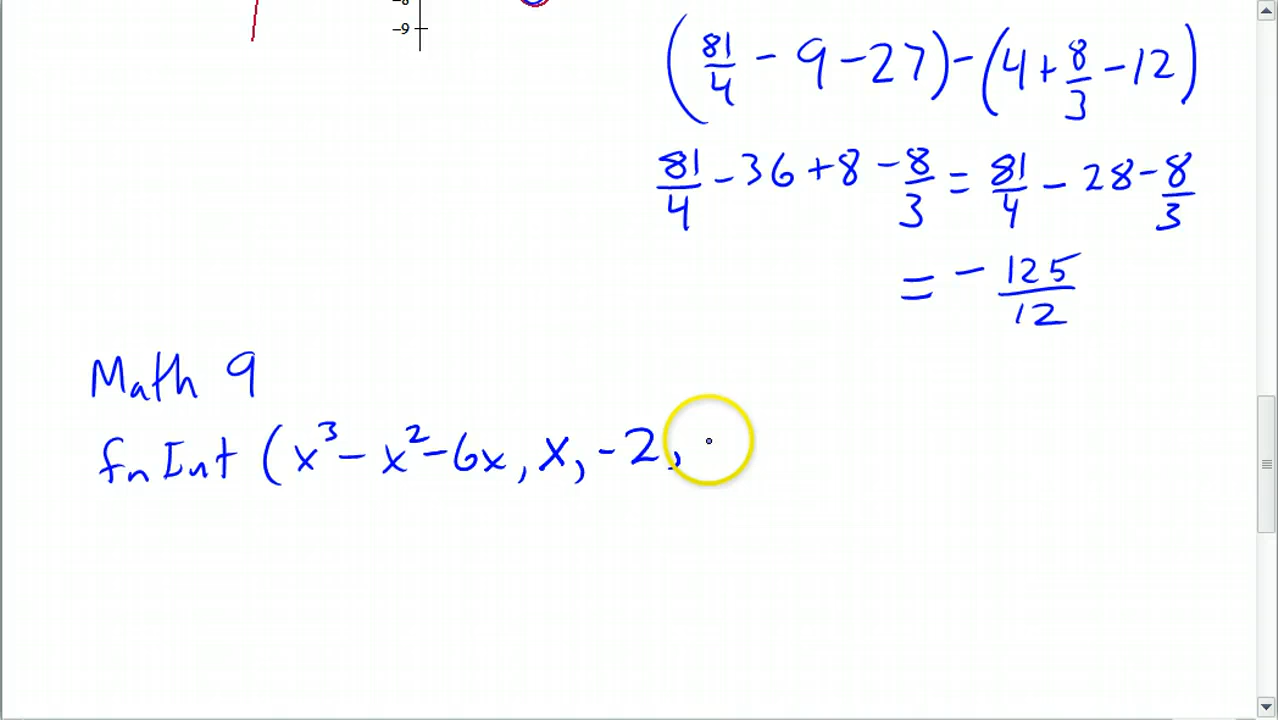 -8
-9
(81/4 - 9 - 27) - (4 + 8/3 - 12)
81/4 - 36 + 8 - 8/3 = 81/4 - 28 - 8/3
= - 125/12
Math 9
fnInt (x³ - x² - 6x, x, -2,